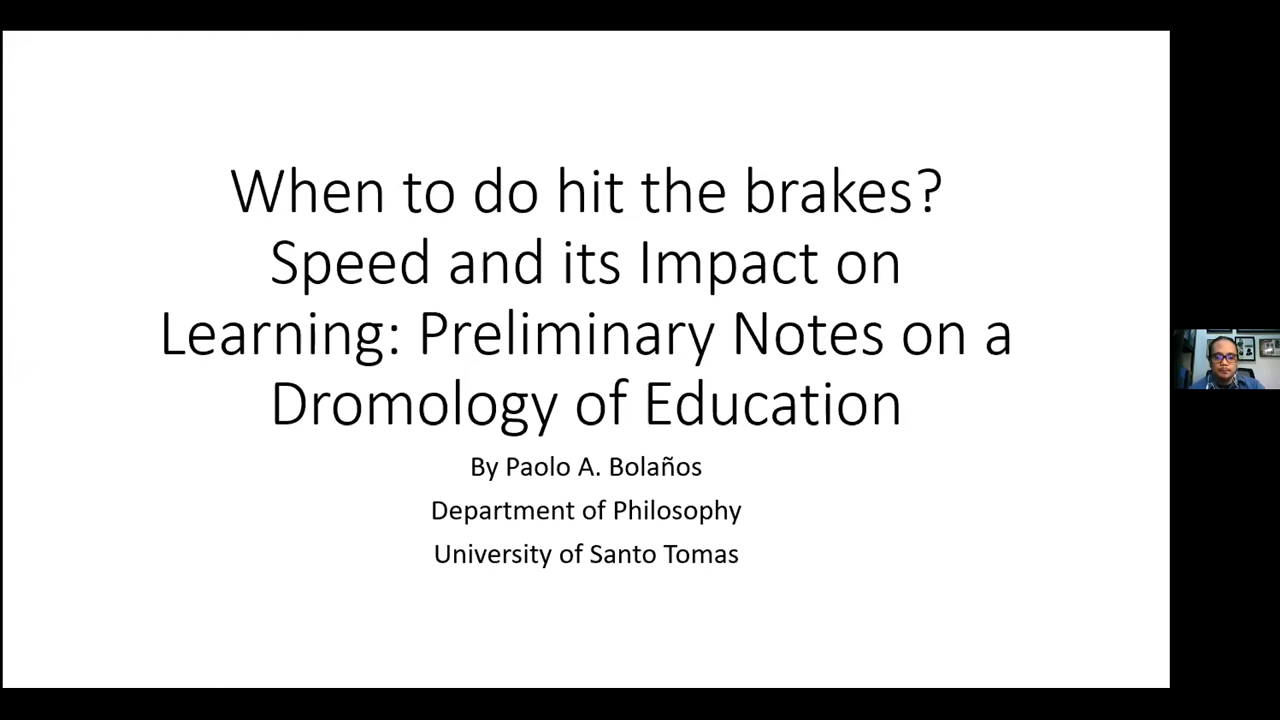 When to do hit the brakes?
Speed and its Impact on
Learning: Preliminary Notes on a
Dromology of Education
By Paolo A. Bolaños
Department of Philosophy
University of Santo Tomas